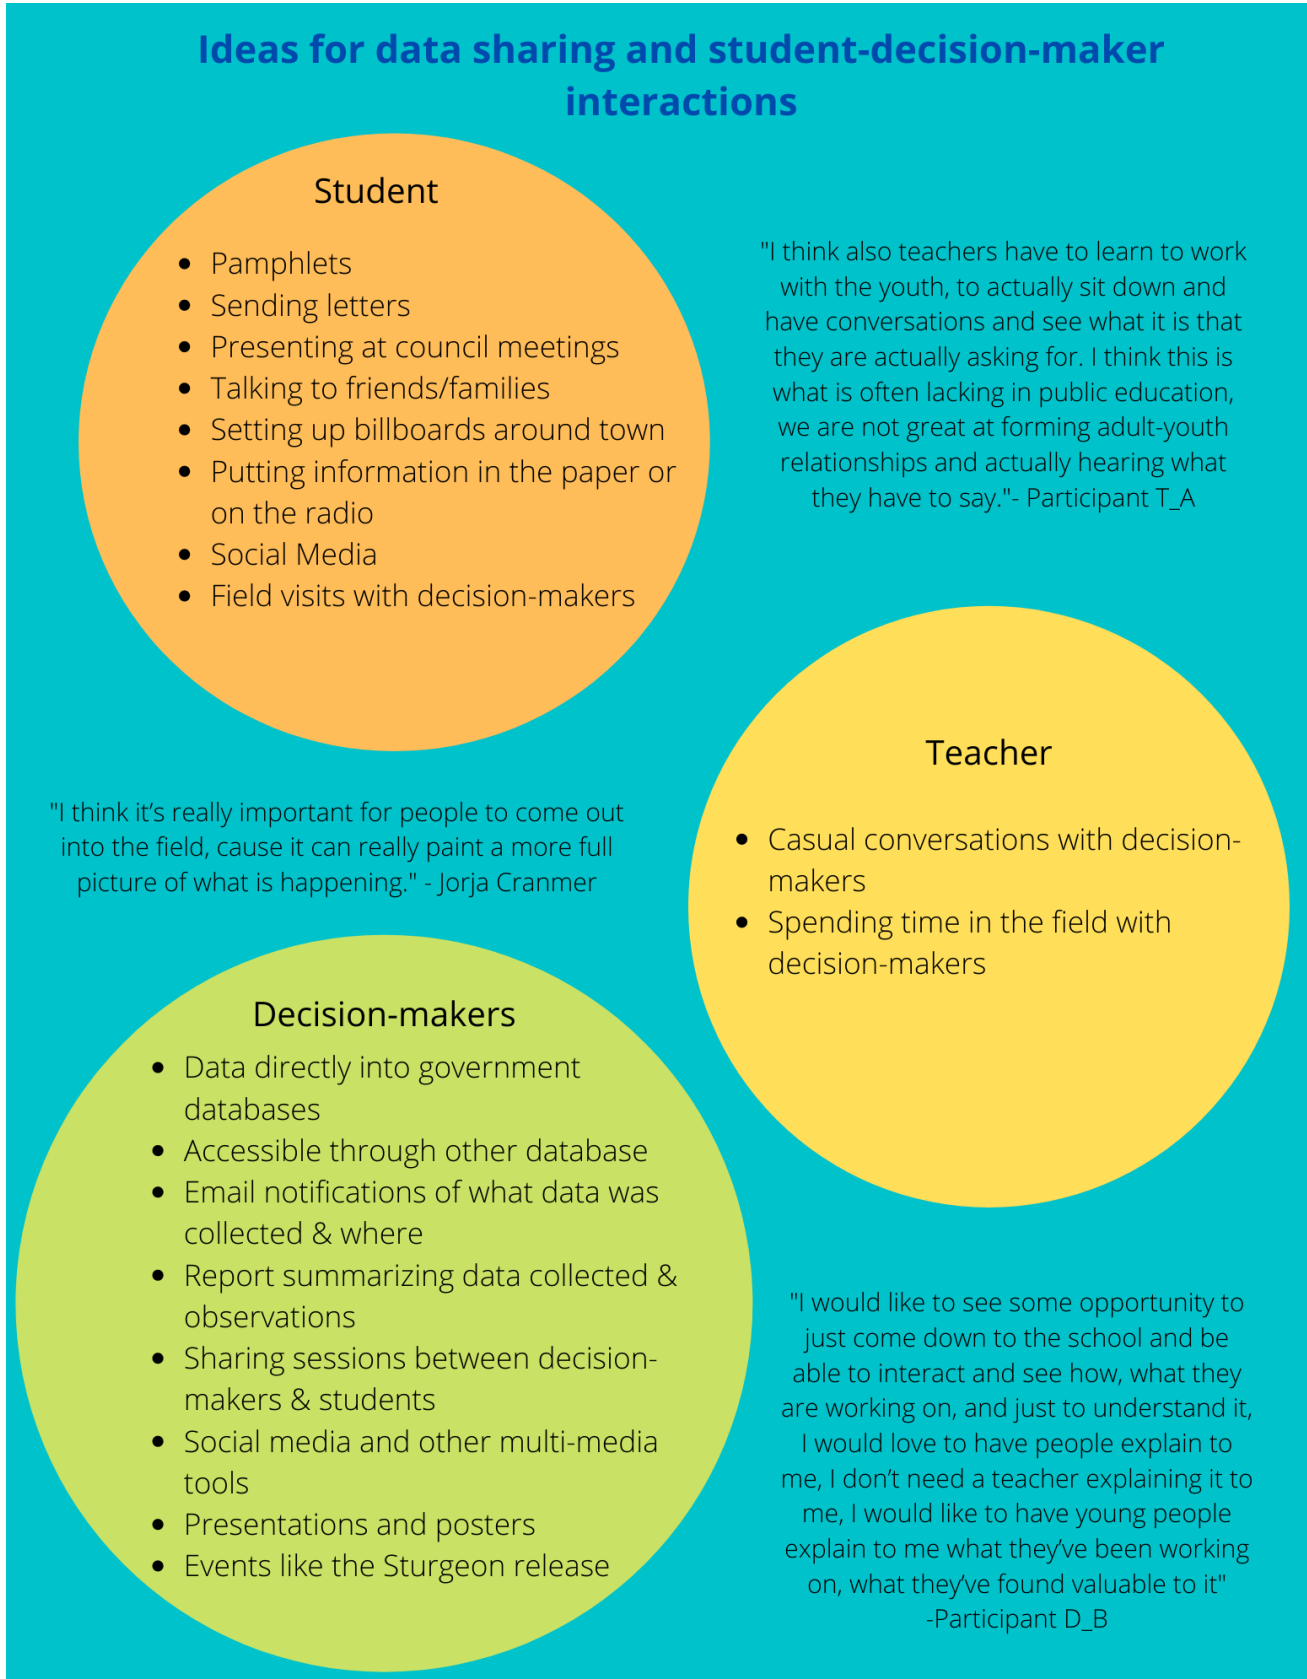 Ideas for data sharing and student-decision-maker
interactions
Student
• Pamphlets
• Sending letters
• Presenting at council meetings
• Talking to friends/families
• Setting up billboards around town
• Putting information in the paper or
on the radio
• Social Media
• Field visits with decision-makers
"I think also teachers have to learn to work
with the youth, to actually sit down and
have conversations and see what it is that
they are actually asking for. I think this is
what is often lacking in public education,
we are not great at forming adult-youth
relationships and actually hearing what
they have to say."- Participant T_A
Teacher
• Casual conversations with decision-
makers
• Spending time in the field with
decision-makers
"I think it’s really important for people to come out
into the field, cause it can really paint a more full
picture of what is happening." - Jorja Cranmer
Decision-makers
• Data directly into government
databases
• Accessible through other database
• Email notifications of what data was
collected & where
• Report summarizing data collected &
observations
• Sharing sessions between decision-
makers & students
• Social media and other multi-media
tools
• Presentations and posters
• Events like the Sturgeon release
"I would like to see some opportunity to
just come down to the school and be
able to interact and see how, what they
are working on, and just to understand it,
I would love to have people explain to
me, I don’t need a teacher explaining it to
me, I would like to have young people
explain to me what they’ve been working
on, what they’ve found valuable to it"
-Participant D_B